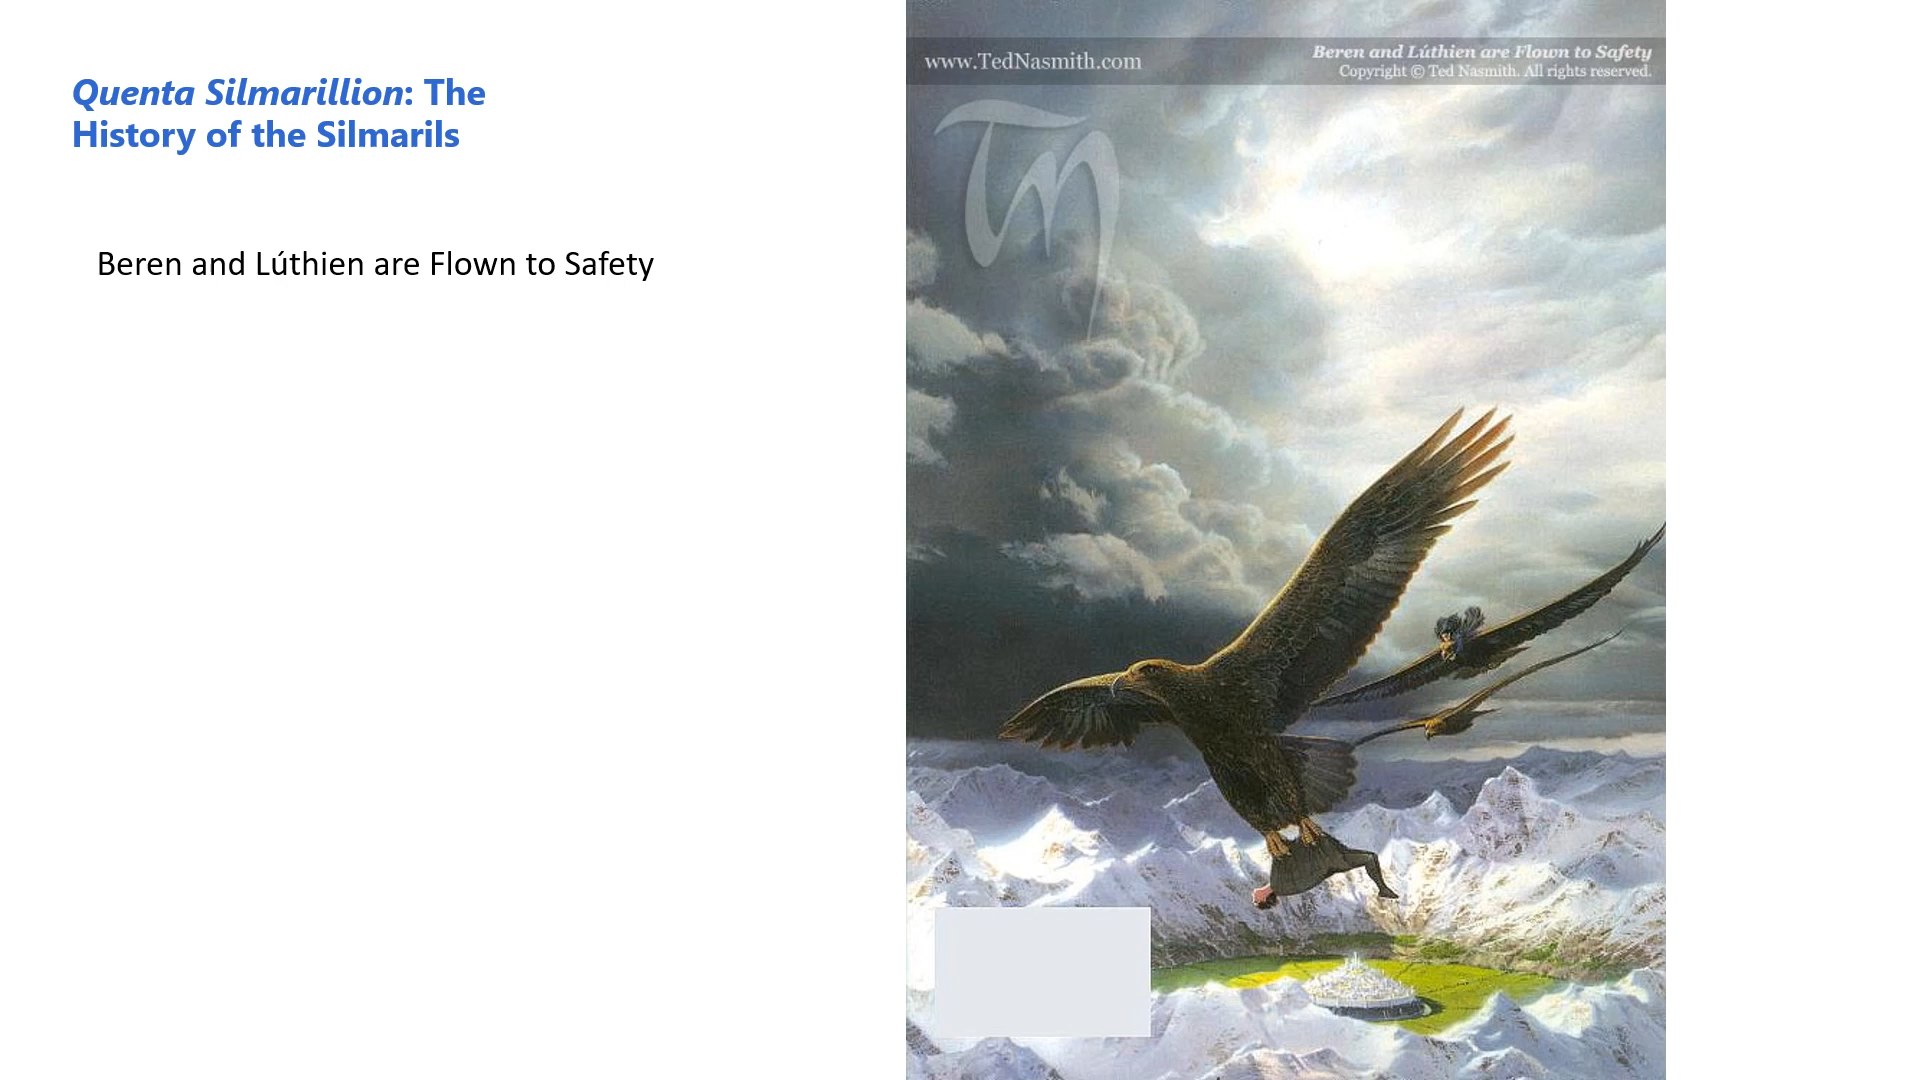 Quenta Silmarillion: The
History of the Silmarils
Beren and Lúthien are Flown to Safety
www.TedNasmith.com
Beren and Lúthien are Flown to Safety
Copyright © Ted Nasmith. All rights reserved.
TN